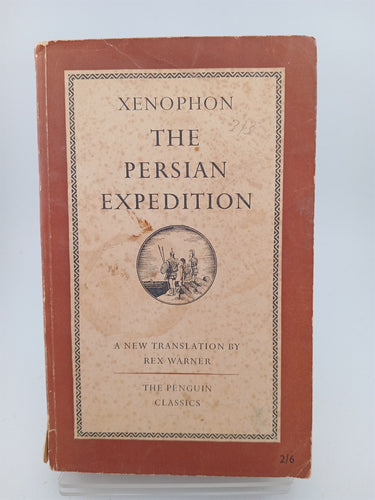 XENOPHON
THE
PERSIAN
EXPEDITION
A NEW TRANSLATION BY
REX WARNER
THE PENGUIN
CLASSICS
2/6